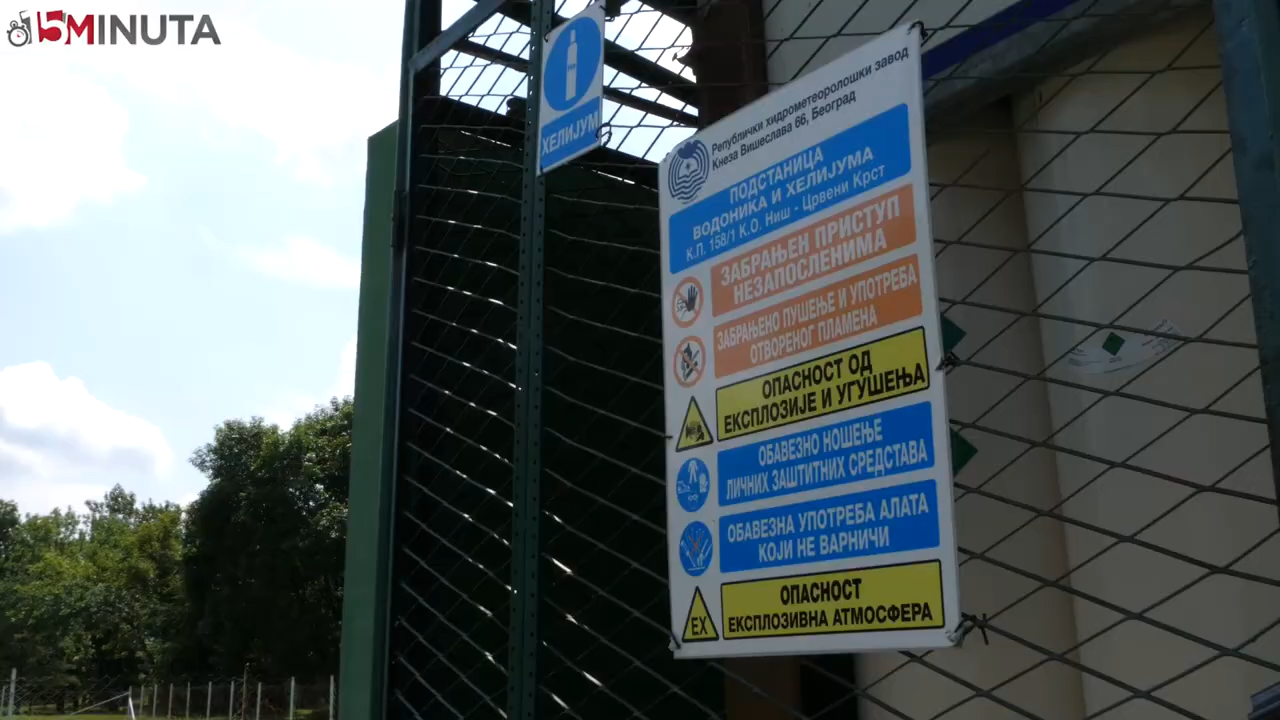 15MINUTA
ХЕЛИЈУМ
Републички хидрометеоролошки завод
Кнеза Вишеслава 66, Београд
ПОДСТАНИЦА
ВОДОНИКА И ХЕЛИЈУМА
К.П. 158/1 К.О. Ниш - Црвени Крст
ЗАБРАЊЕН ПРИСТУП
НЕЗАПОСЛЕНИМА
ЗАБРАЊЕНО ПУШЕЊЕ И УПОТРЕБА
ОТВОРЕНОГ ПЛАМЕНА
ОПАСНОСТ ОД
ЕКСПЛОЗИЈЕ И УГУШЕЊА
ОБАВЕЗНО НОШЕЊЕ
ЛИЧНИХ ЗАШТИТНИХ СРЕДСТАВА
ОБАВЕЗНА УПОТРЕБА АЛАТА
КОЈИ НЕ ВАРНИЧИ
EX
ОПАСНОСТ
ЕКСПЛОЗИВНА АТМОСФЕРА